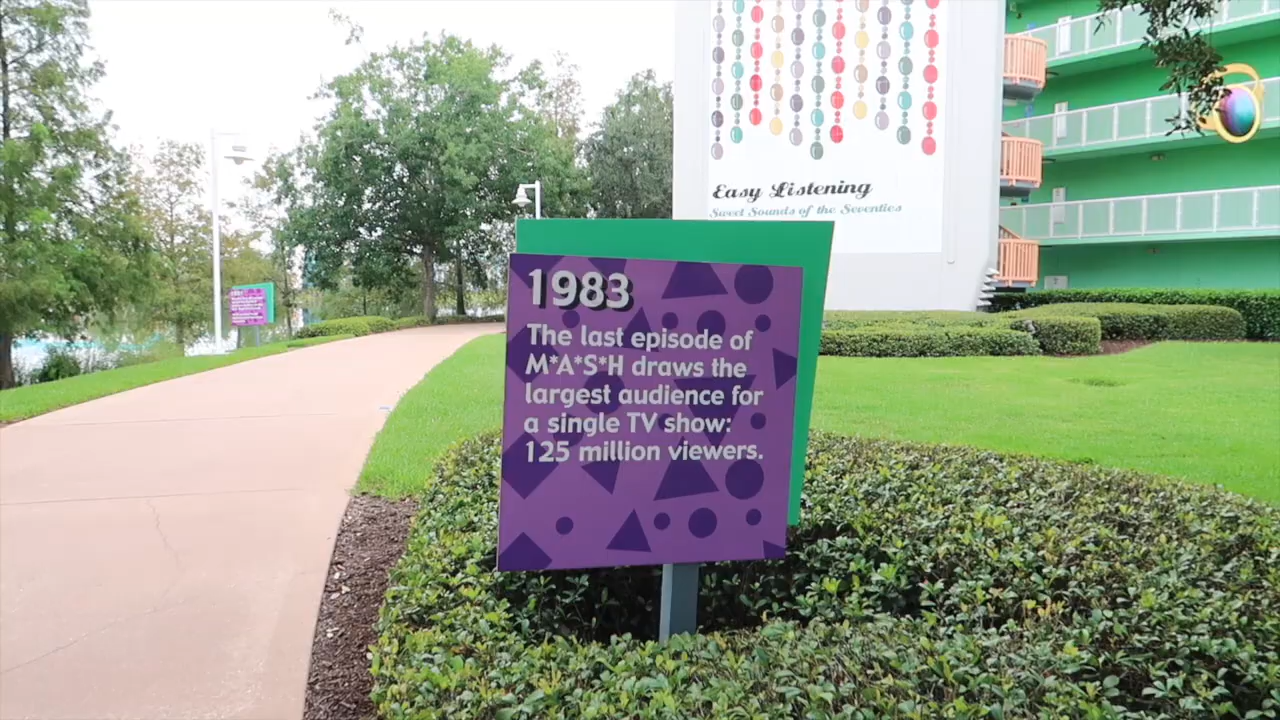 Easy Listening
Sweet Sounds of the Seventies
1983
The last episode of
M*A*S*H draws the
largest audience for
a single TV show:
125 million viewers.